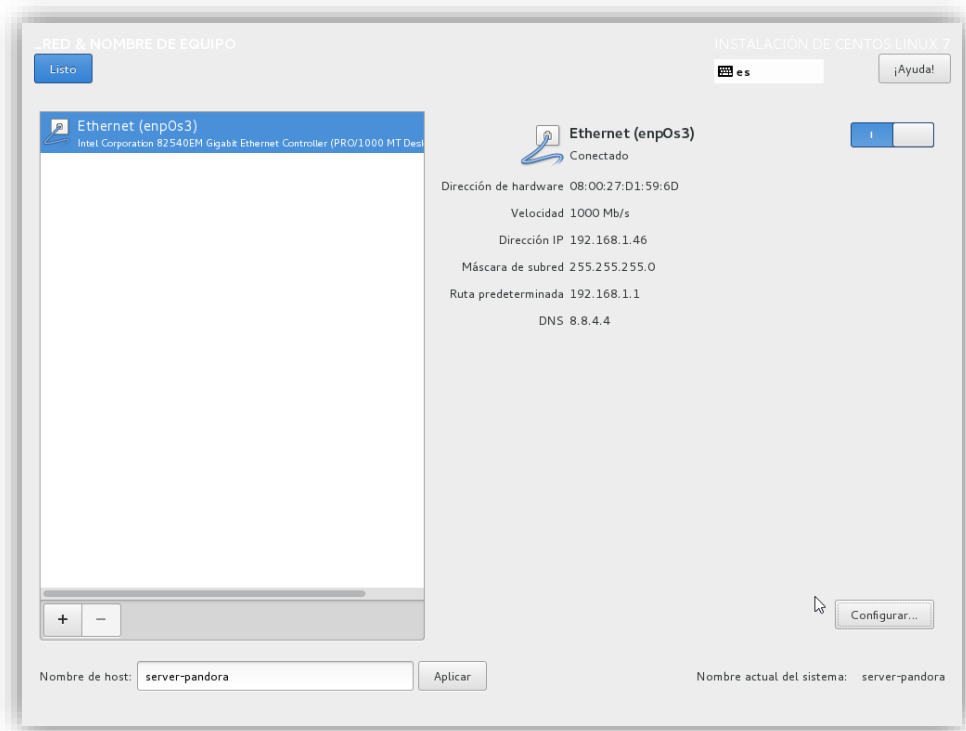 RED & NOMBRE DE EQUIPO
INSTALACIÓN DE CENTOS LINUX 7
Listo
es
¡Ayuda!
Ethernet (enp0s3)
Intel Corporation 82540EM Gigabit Ethernet Controller (PRO/1000 MT Des
Ethernet (enp0s3)
Conectado
Dirección de hardware 08:00:27:D1:59:6D
Velocidad 1000 Mb/s
Dirección IP 192.168.1.46
Máscara de subred 255.255.255.0
Ruta predeterminada 192.168.1.1
DNS 8.8.4.4
+ −
Configurar...
Nombre de host: server-pandora Aplicar
Nombre actual del sistema: server-pandora